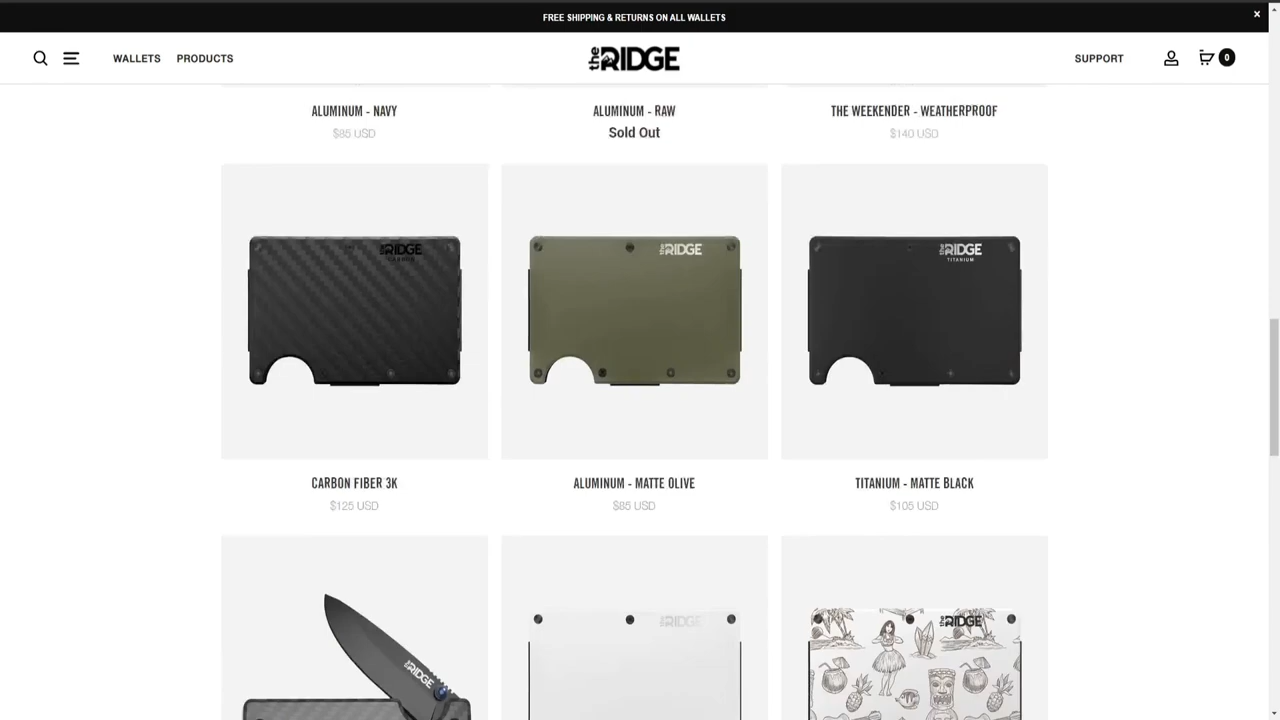 FREE SHIPPING & RETURNS ON ALL WALLETS
×
WALLETS PRODUCTS
the RIDGE
SUPPORT
0
ALUMINUM - NAVY
$85 USD
ALUMINUM - RAW
Sold Out
THE WEEKENDER - WEATHERPROOF
$140 USD
the RIDGE
the RIDGE
the RIDGE
TITANIUM
CARBON FIBER 3K
$125 USD
ALUMINUM - MATTE OLIVE
$85 USD
TITANIUM - MATTE BLACK
$105 USD
the RIDGE
the RIDGE
the RIDGE